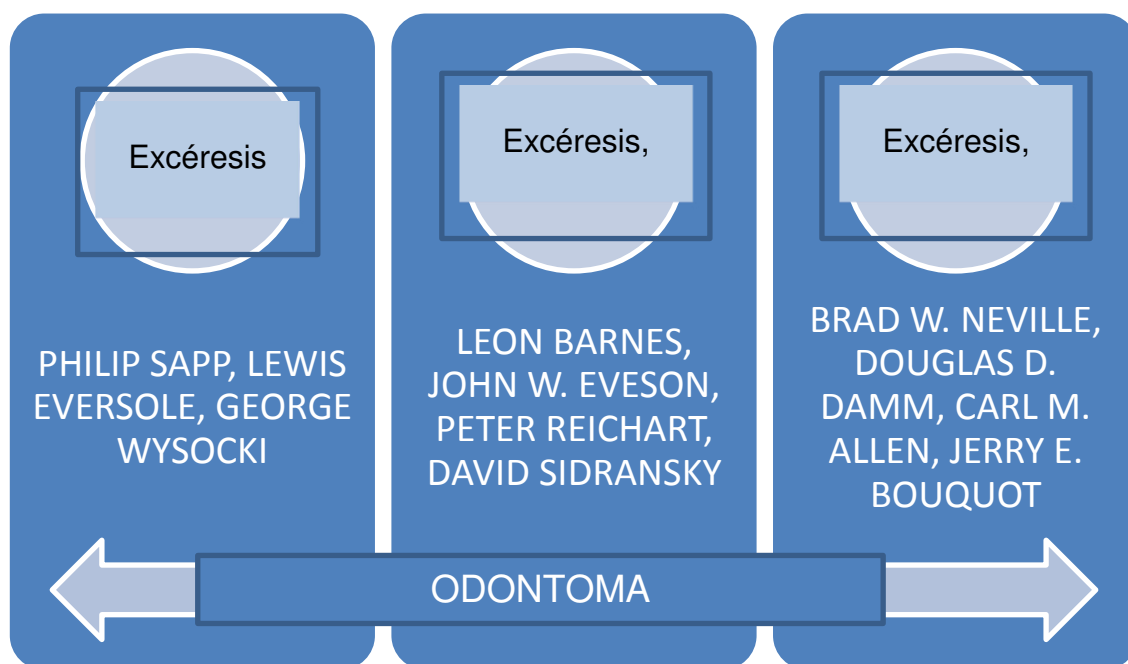 Excéresis
Excéresis,
Excéresis,
PHILIP SAPP, LEWIS
EVERSOLE, GEORGE
WYSOCKI
LEON BARNES,
JOHN W. EVESON,
PETER REICHART,
DAVID SIDRANSKY
BRAD W. NEVILLE,
DOUGLAS D.
DAMM, CARL M.
ALLEN, JERRY E.
BOUQUOT
ODONTOMA